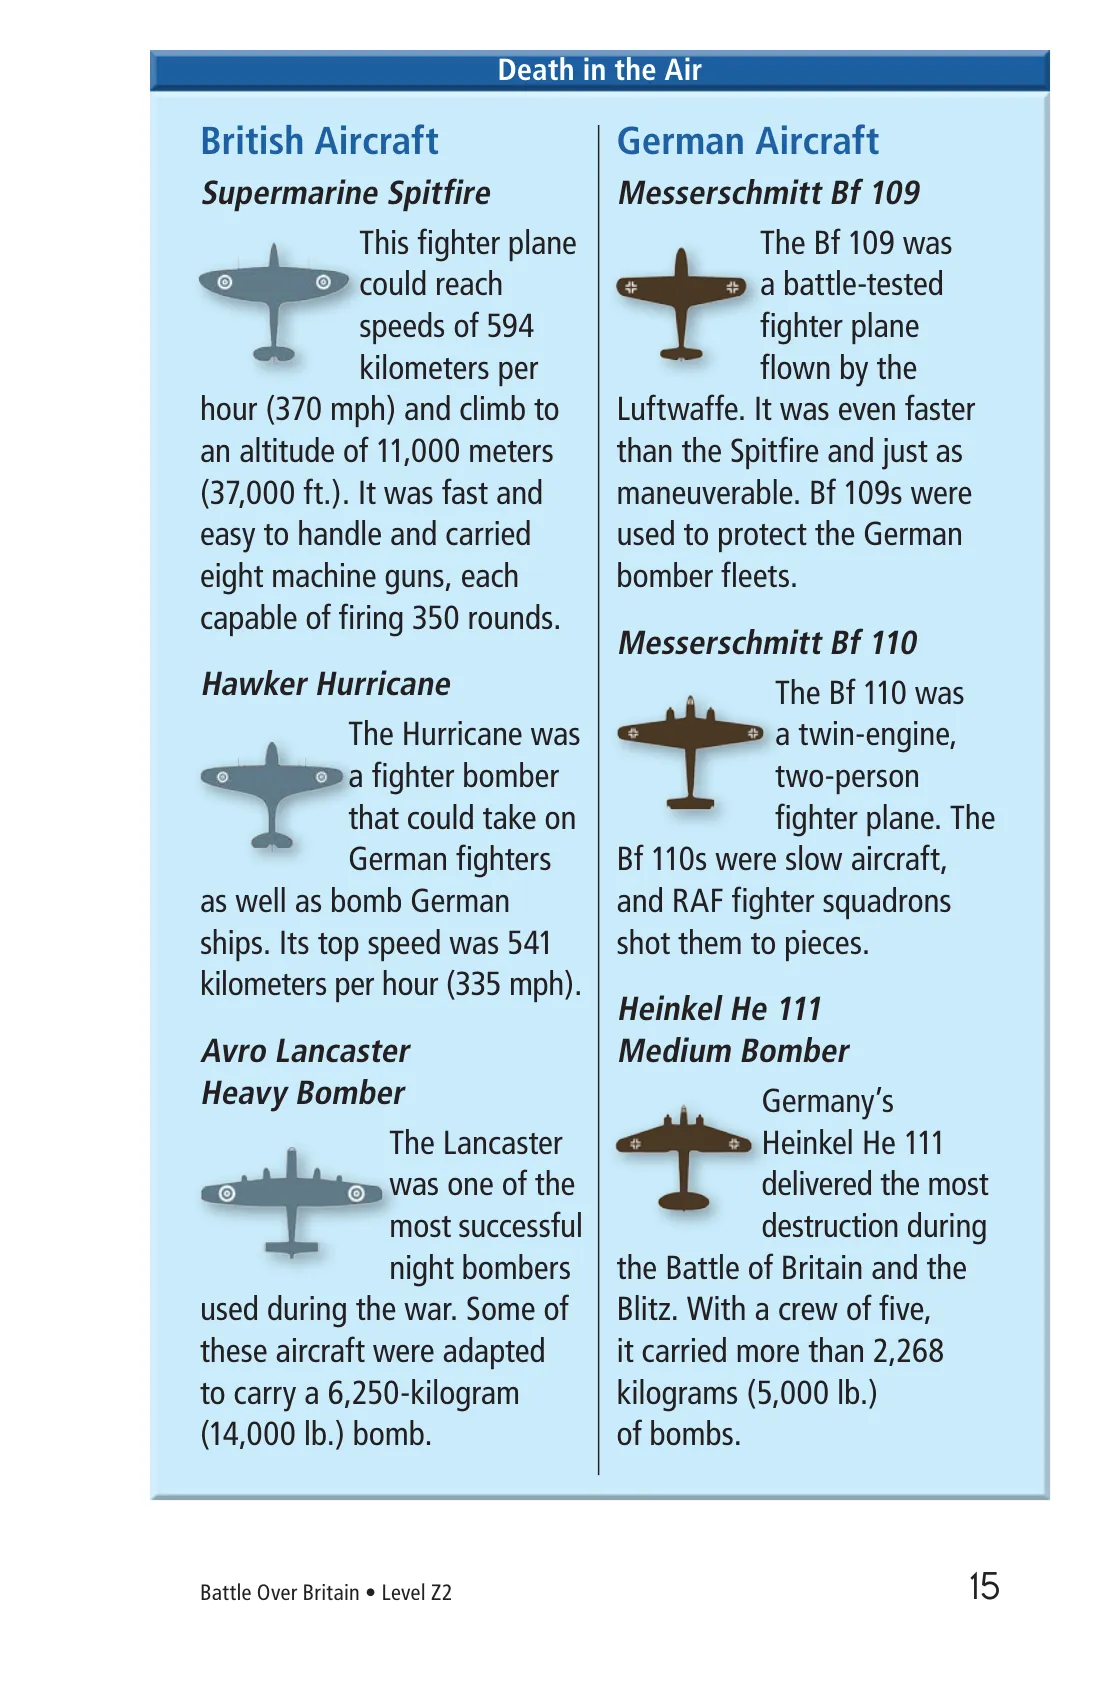 Death in the Air
British Aircraft
Supermarine Spitfire
This fighter plane
could reach
speeds of 594
kilometers per
hour (370 mph) and climb to
an altitude of 11,000 meters
(37,000 ft.). It was fast and
easy to handle and carried
eight machine guns, each
capable of firing 350 rounds.
Hawker Hurricane
The Hurricane was
a fighter bomber
that could take on
German fighters
as well as bomb German
ships. Its top speed was 541
kilometers per hour (335 mph).
Avro Lancaster
Heavy Bomber
The Lancaster
was one of the
most successful
night bombers
used during the war. Some of
these aircraft were adapted
to carry a 6,250-kilogram
(14,000 lb.) bomb.
German Aircraft
Messerschmitt Bf 109
The Bf 109 was
a battle-tested
fighter plane
flown by the
Luftwaffe. It was even faster
than the Spitfire and just as
maneuverable. Bf 109s were
used to protect the German
bomber fleets.
Messerschmitt Bf 110
The Bf 110 was
a twin-engine,
two-person
fighter plane. The
Bf 110s were slow aircraft,
and RAF fighter squadrons
shot them to pieces.
Heinkel He 111
Medium Bomber
Germany's
Heinkel He 111
delivered the most
destruction during
the Battle of Britain and the
Blitz. With a crew of five,
it carried more than 2,268
kilograms (5,000 lb.)
of bombs.
Battle Over Britain • Level Z2
15